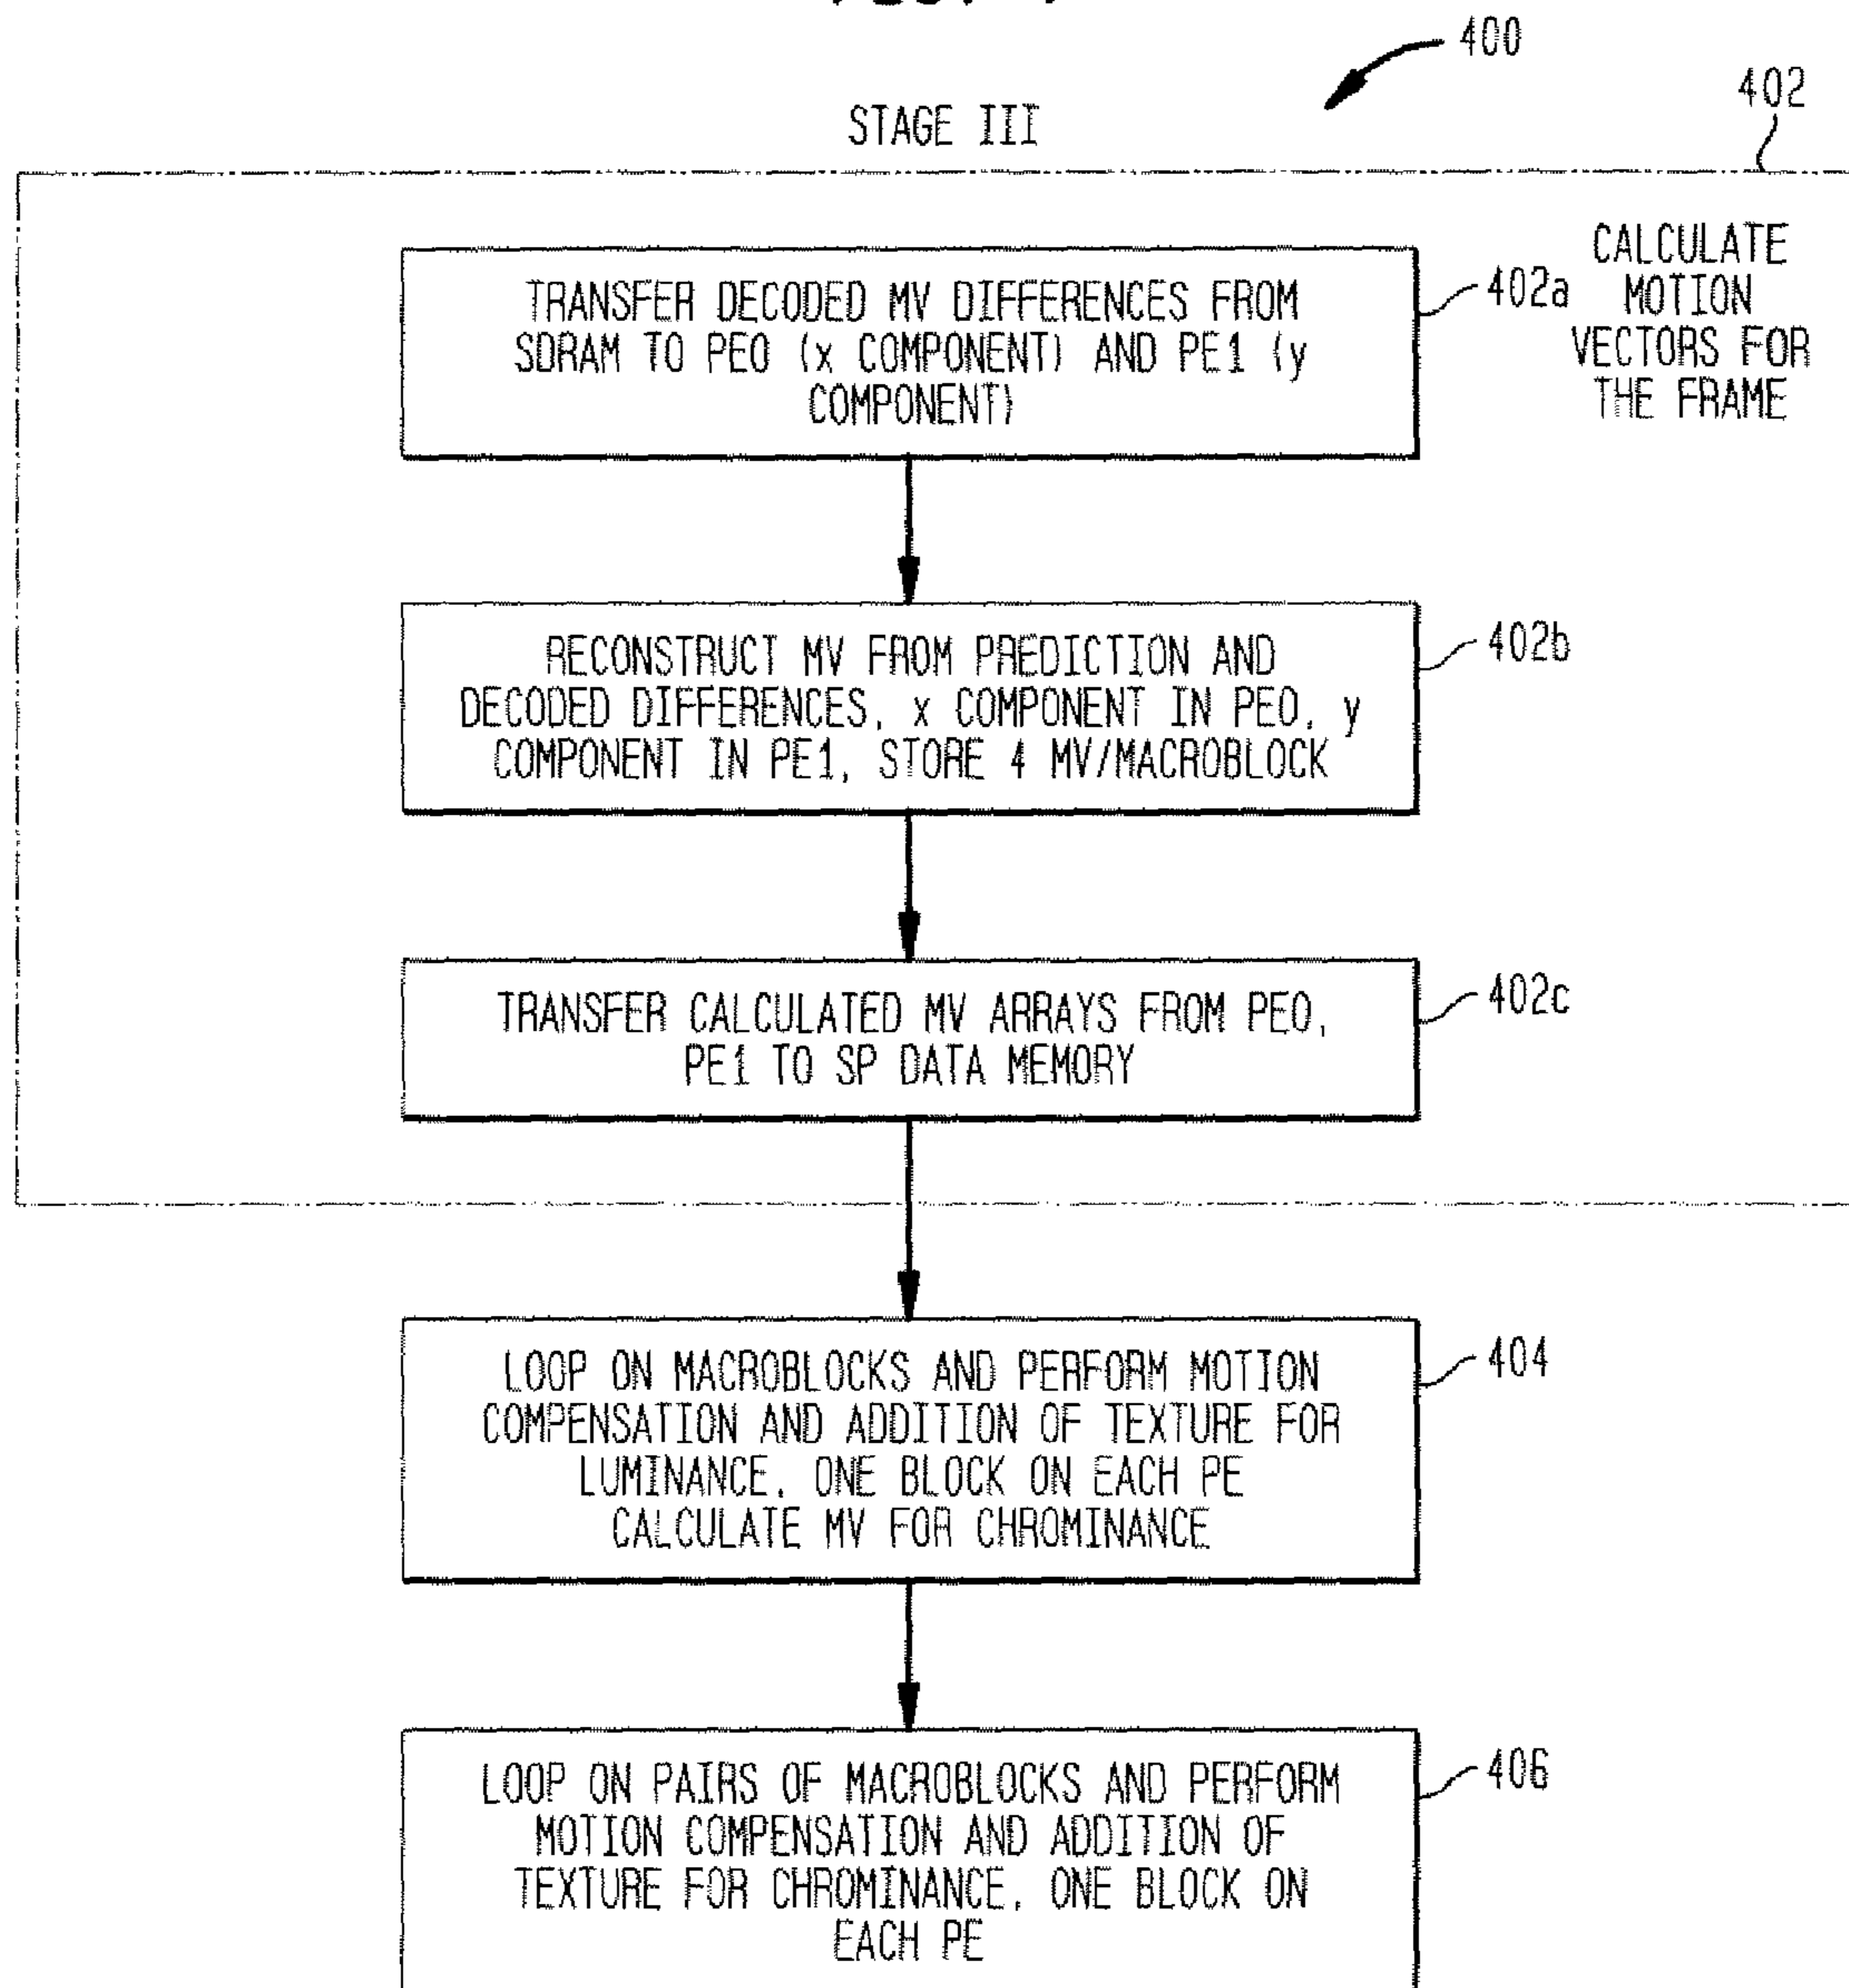 400
402
STAGE III
CALCULATE
MOTION
VECTORS FOR
THE FRAME
TRANSFER DECODED MV DIFFERENCES FROM
SDRAM TO PE0 (x COMPONENT) AND PE1 (y
COMPONENT)
402a
RECONSTRUCT MV FROM PREDICTION AND
DECODED DIFFERENCES, x COMPONENT IN PE0, y
COMPONENT IN PE1, STORE 4 MV/MACROBLOCK
402b
TRANSFER CALCULATED MV ARRAYS FROM PE0,
PE1 TO SP DATA MEMORY
402c
LOOP ON MACROBLOCKS AND PERFORM MOTION
COMPENSATION AND ADDITION OF TEXTURE FOR
LUMINANCE, ONE BLOCK ON EACH PE
CALCULATE MV FOR CHROMINANCE
404
LOOP ON PAIRS OF MACROBLOCKS AND PERFORM
MOTION COMPENSATION AND ADDITION OF
TEXTURE FOR CHROMINANCE, ONE BLOCK ON
EACH PE
406